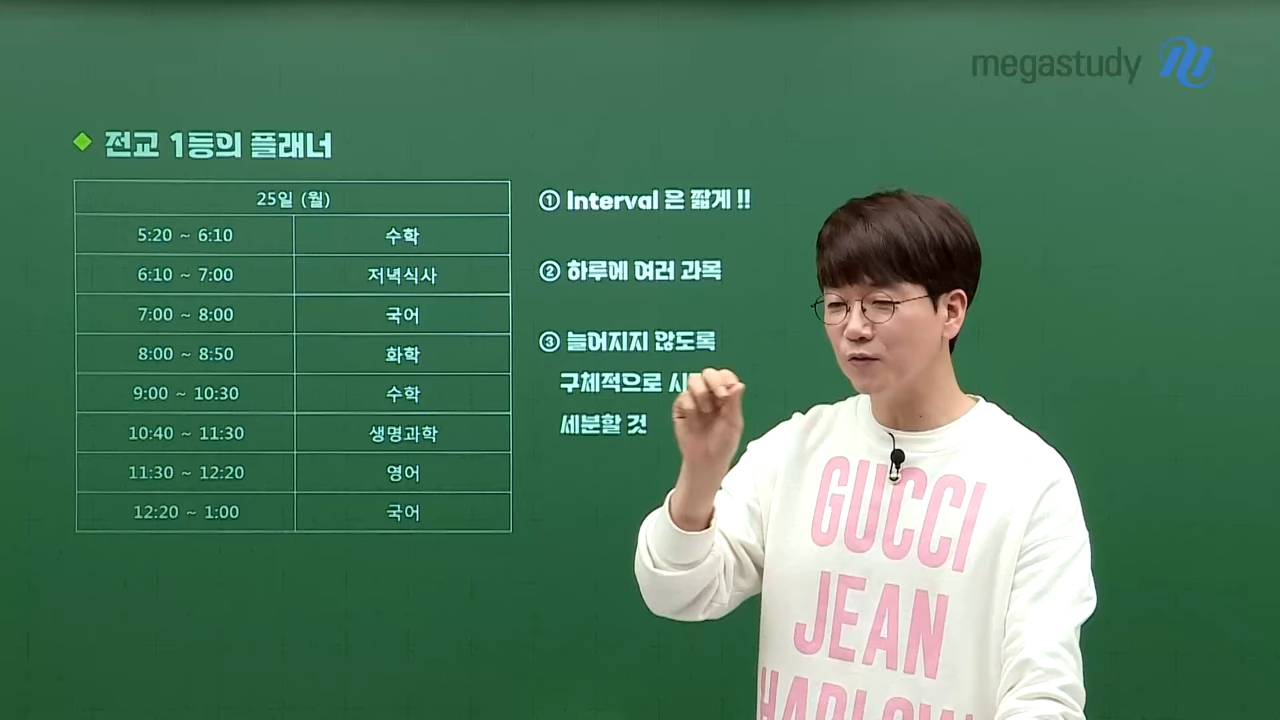 megastudy
전교 1등의 플래너
25일 (월)
5:20 ~ 6:10 수학
6:10 ~ 7:00 저녁식사
7:00 ~ 8:00 국어
8:00 ~ 8:50 화학
9:00 ~ 10:30 수학
10:40 ~ 11:30 생명과학
11:30 ~ 12:20 영어
12:20 ~ 1:00 국어
① Interval 은 짧게 !!
② 하루에 여러 과목
③ 늘어지지 않도록
구체적으로
세분할 것
GUCCI
JEAN
HARLOW